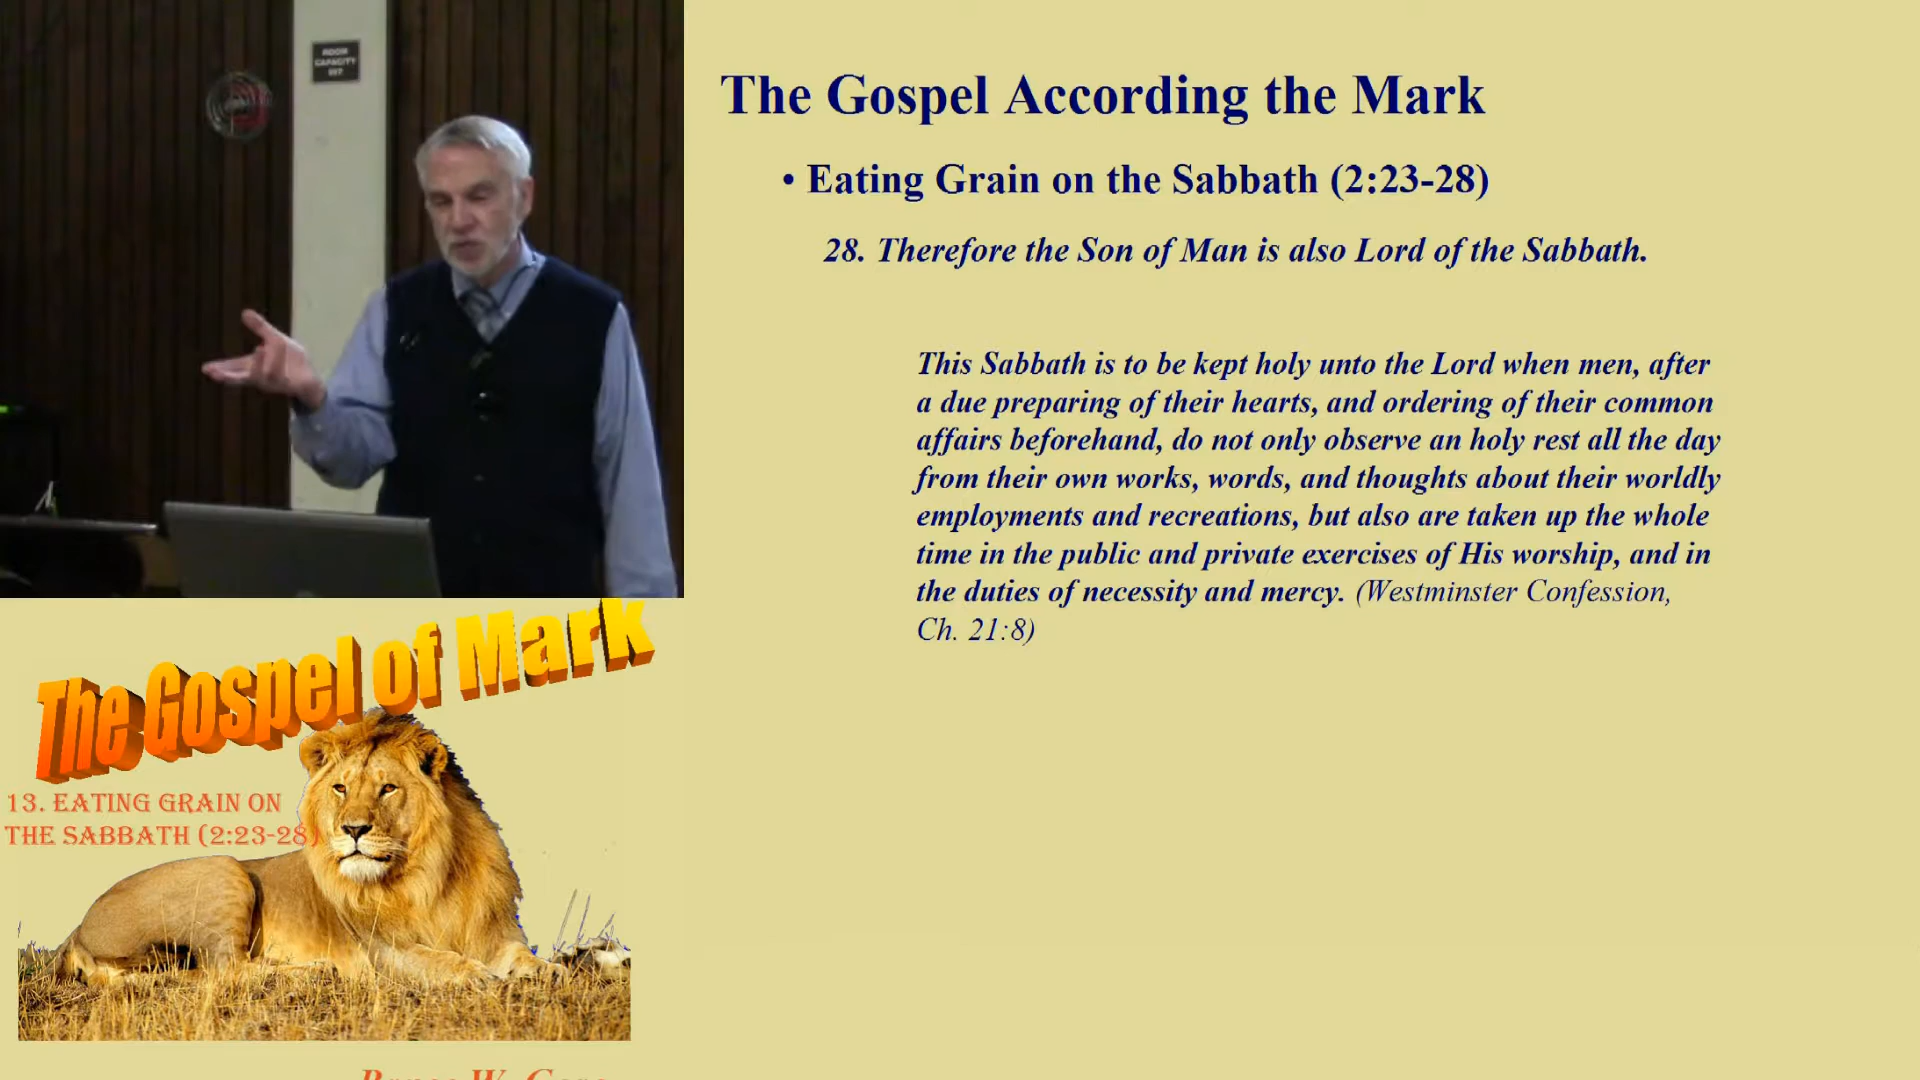 ROOM
CAPACITY
The Gospel According the Mark
• Eating Grain on the Sabbath (2:23-28)
28. Therefore the Son of Man is also Lord of the Sabbath.
This Sabbath is to be kept holy unto the Lord when men, after
a due preparing of their hearts, and ordering of their common
affairs beforehand, do not only observe an holy rest all the day
from their own works, words, and thoughts about their worldly
employments and recreations, but also are taken up the whole
time in the public and private exercises of His worship, and in
the duties of necessity and mercy. (Westminster Confession,
Ch. 21:8)
The Gospel of Mark
13. EATING GRAIN ON
THE SABBATH (2:23-28)